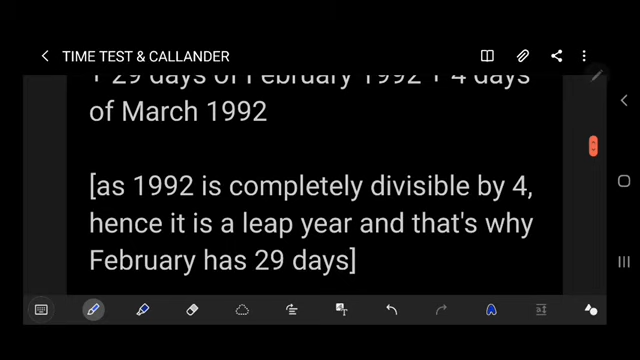 TIME TEST & CALLANDER
+ 29 days of February 1992 + 4 days
of March 1992
[as 1992 is completely divisible by 4,
hence it is a leap year and that's why
February has 29 days]